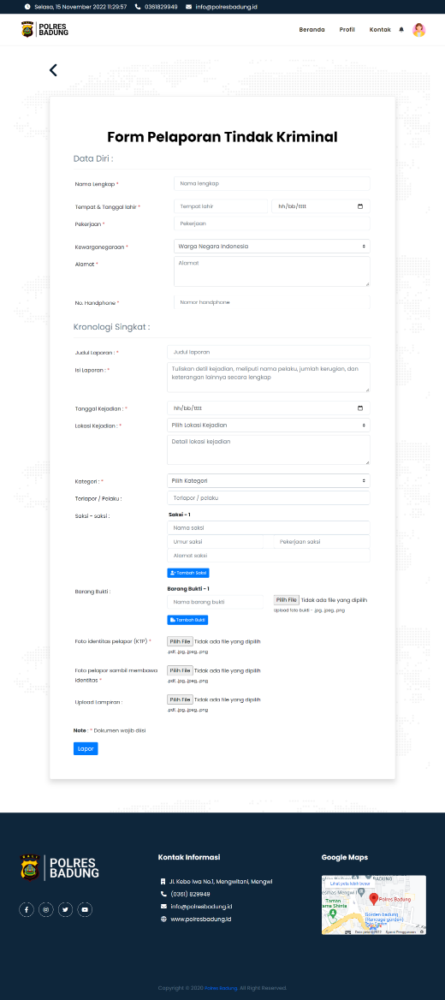 Selasa, 15 November 2022 11:29:57 0361829949 info@polresbadung.id
POLRES
BADUNG
Beranda Profil Kontak
Form Pelaporan Tindak Kriminal
Data Diri :
Nama Lengkap * Nama lengkap
Tempat & Tanggal lahir * Tempat lahir hh/bb/tttt
Pekerjaan * Pekerjaan
Kewarganegaraan * Warga Negara Indonesia
Alamat * Alamat
No. Handphone * Nomor handphone
Kronologi Singkat :
Judul Laporan : * Judul laporan
Isi Laporan : * Tuliskan detil kejadian, meliputi nama pelaku, jumlah kerugian, dan
keterangan lainnya secara lengkap
Tanggal Kejadian : * hh/bb/tttt
Lokasi Kejadian : * Pilih Lokasi Kejadian
Detail lokasi kejadian
Kategori : * Pilih Kategori
Terlapor / Pelaku : Terlapor / pelaku
Saksi - saksi : Saksi - 1
Nama saksi
Umur saksi Pekerjaan saksi
Alamat saksi
Tambah Saksi
Barang Bukti : Barang Bukti - 1
Nama barang bukti Pilih File Tidak ada file yang dipilih
Upload foto bukti - .jpg, .jpeg, .png
Tambah Bukti
Foto identitas pelapor (KTP) * Pilih File Tidak ada file yang dipilih
.pdf, .jpg, .jpeg, .png
Foto pelapor sambil membawa
identitas * Pilih File Tidak ada file yang dipilih
.pdf, .jpg, .jpeg, .png
Upload Lampiran : Pilih File Tidak ada file yang dipilih
.pdf, .jpg, .jpeg, .png
Note : * Dokumen wajib diisi
Lapor
POLRES
BADUNG
Kontak Informasi
Jl. Kebo Iwa No.1, Mengwitani, Mengwi
(0361) 829949
info@polresbadung.id
www.polresbadung.id
Google Maps
Lihat peta lebih besar
BADUNG
Polres Badung
Taman
Gorden badung
(Rancage gorden)
Copyright © 2020 Polres Badung. All Right Reserved.